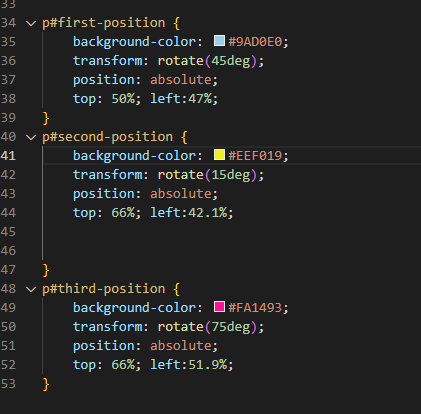 33
34 p#first-position {
35 background-color: #9AD0E0;
36 transform: rotate(45deg);
37 position: absolute;
38 top: 50%; left:47%;
39 }
40 p#second-position {
41 background-color: #EEF019;
42 transform: rotate(15deg);
43 position: absolute;
44 top: 66%; left:42.1%;
45
46
47 }
48 p#third-position {
49 background-color: #FA1493;
50 transform: rotate(75deg);
51 position: absolute;
52 top: 66%; left:51.9%;
53 }